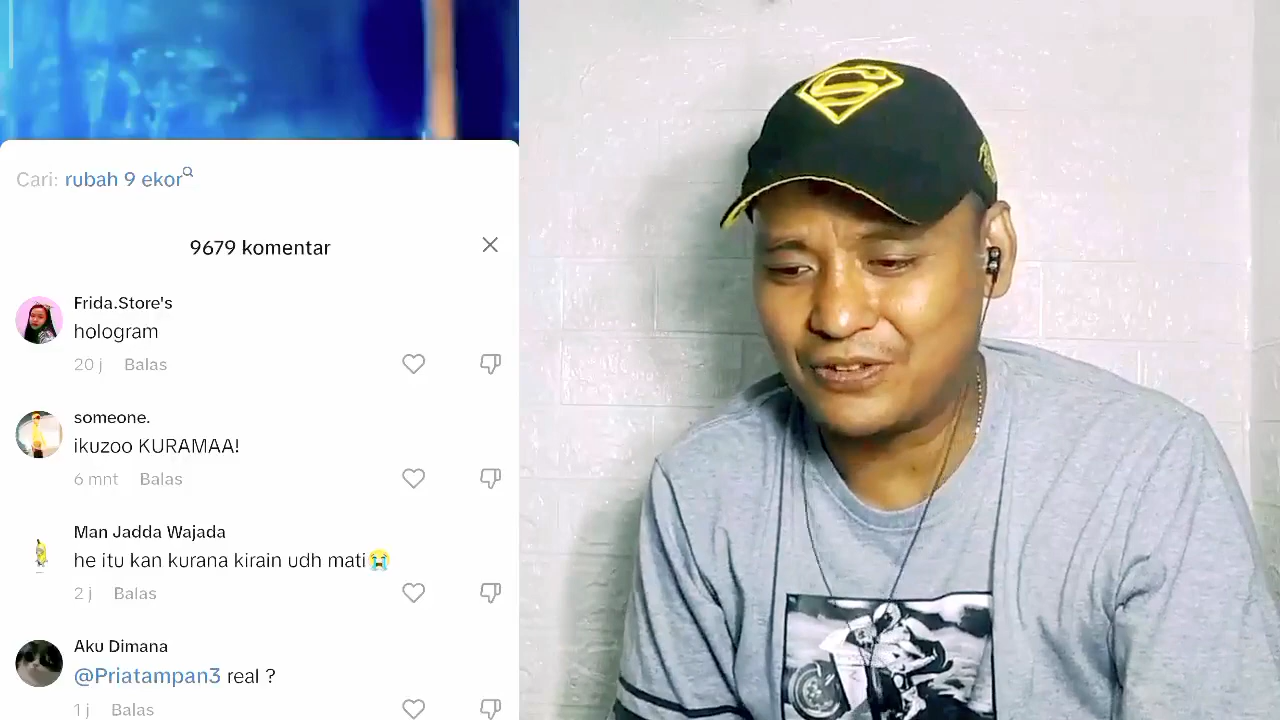 Cari: rubah 9 ekor
9679 komentar
Frida.Store's
hologram
20 j Balas
someone.
ikuzoo KURAMAA!
6 mnt Balas
Man Jadda Wajada
he itu kan kurana kirain udh mati😭
2 j Balas
Aku Dimana
@Priatampan3 real ?
1 j Balas
S